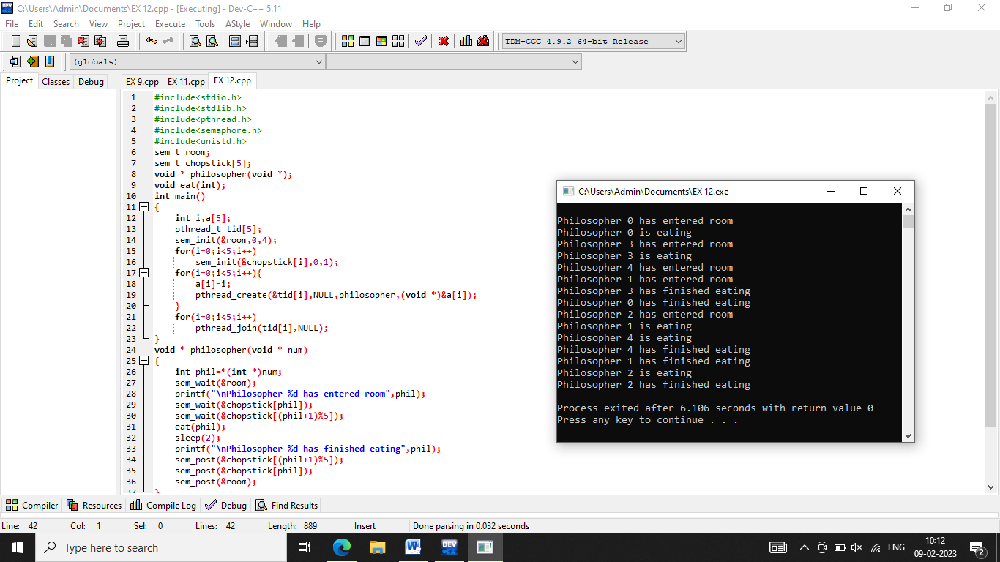 C:\Users\Admin\Documents\EX 12.cpp - [Executing] - Dev-C++ 5.11
File Edit Search View Project Execute Tools AStyle Window Help
TDM-GCC 4.9.2 64-bit Release
(globals)
Project Classes Debug EX 9.cpp EX 11.cpp EX 12.cpp
1 #include<stdio.h>
2 #include<stdlib.h>
3 #include<pthread.h>
4 #include<semaphore.h>
5 #include<unistd.h>
6 sem_t room;
7 sem_t chopstick[5];
8 void * philosopher(void *);
9 void eat(int);
10 int main()
11 {
12 int i,a[5];
13 pthread_t tid[5];
14 sem_init(&room,0,4);
15 for(i=0;i<5;i++)
16 sem_init(&chopstick[i],0,1);
17 for(i=0;i<5;i++){
18 a[i]=i;
19 pthread_create(&tid[i],NULL,philosopher,(void *)&a[i]);
20 }
21 for(i=0;i<5;i++)
22 pthread_join(tid[i],NULL);
23 }
24 void * philosopher(void * num)
25 {
26 int phil=*(int *)num;
27 sem_wait(&room);
28 printf("\nPhilosopher %d has entered room",phil);
29 sem_wait(&chopstick[phil]);
30 sem_wait(&chopstick[(phil+1)%5]);
31 eat(phil);
32 sleep(2);
33 printf("\nPhilosopher %d has finished eating",phil);
34 sem_post(&chopstick[(phil+1)%5]);
35 sem_post(&chopstick[phil]);
36 sem_post(&room);
37 }
C:\Users\Admin\Documents\EX 12.exe
Philosopher 0 has entered room
Philosopher 0 is eating
Philosopher 3 has entered room
Philosopher 3 is eating
Philosopher 4 has entered room
Philosopher 1 has entered room
Philosopher 3 has finished eating
Philosopher 0 has finished eating
Philosopher 2 has entered room
Philosopher 1 is eating
Philosopher 4 is eating
Philosopher 4 has finished eating
Philosopher 1 has finished eating
Philosopher 2 is eating
Philosopher 2 has finished eating
--------------------------------
Process exited after 6.106 seconds with return value 0
Press any key to continue . . .
Compiler Resources Compile Log Debug Find Results
Line: 42 Col: 1 Sel: 0 Lines: 42 Length: 889 Insert Done parsing in 0.032 seconds
Type here to search
ENG
10:12
09-02-2023
2